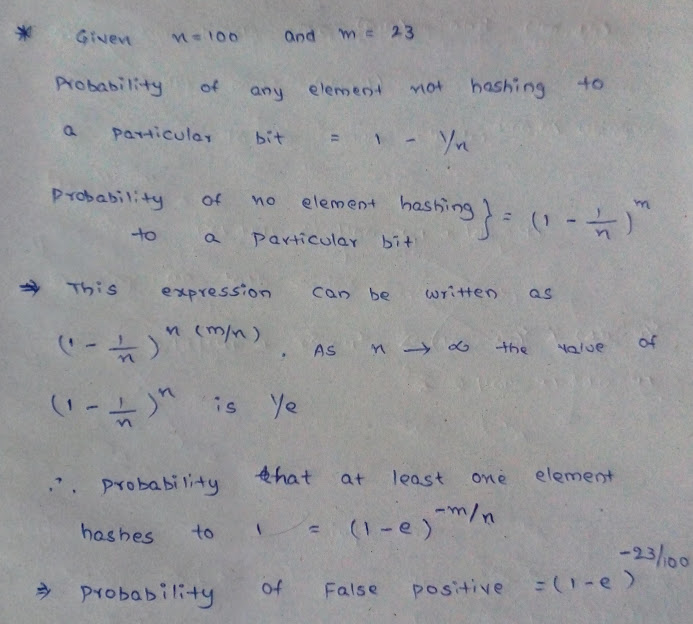 * Given n = 100 and m = 23
Probability of any element not hashing to
a particular bit = 1 - 1/n
Probability of no element hashing } = (1 - 1/n)^m
to a particular bit
⇒ This expression can be written as
(1 - 1/n)^n (m/n) . As n → ∞ the value of
(1 - 1/n)^n is 1/e
∴ probability that at least one element
hashes to 1 = (1-e)^-m/n
⇒ probability of False positive = (1-e)^-23/100